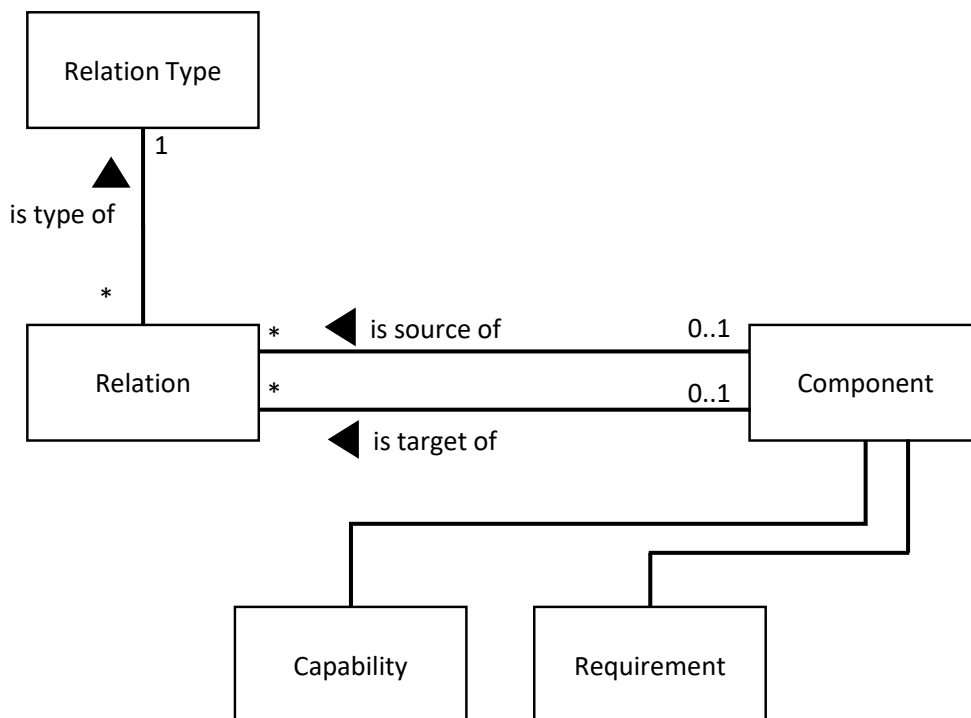 Relation Type
1
is type of
*
* is source of 0..1
Relation
Component
* 0..1
is target of
Capability
Requirement